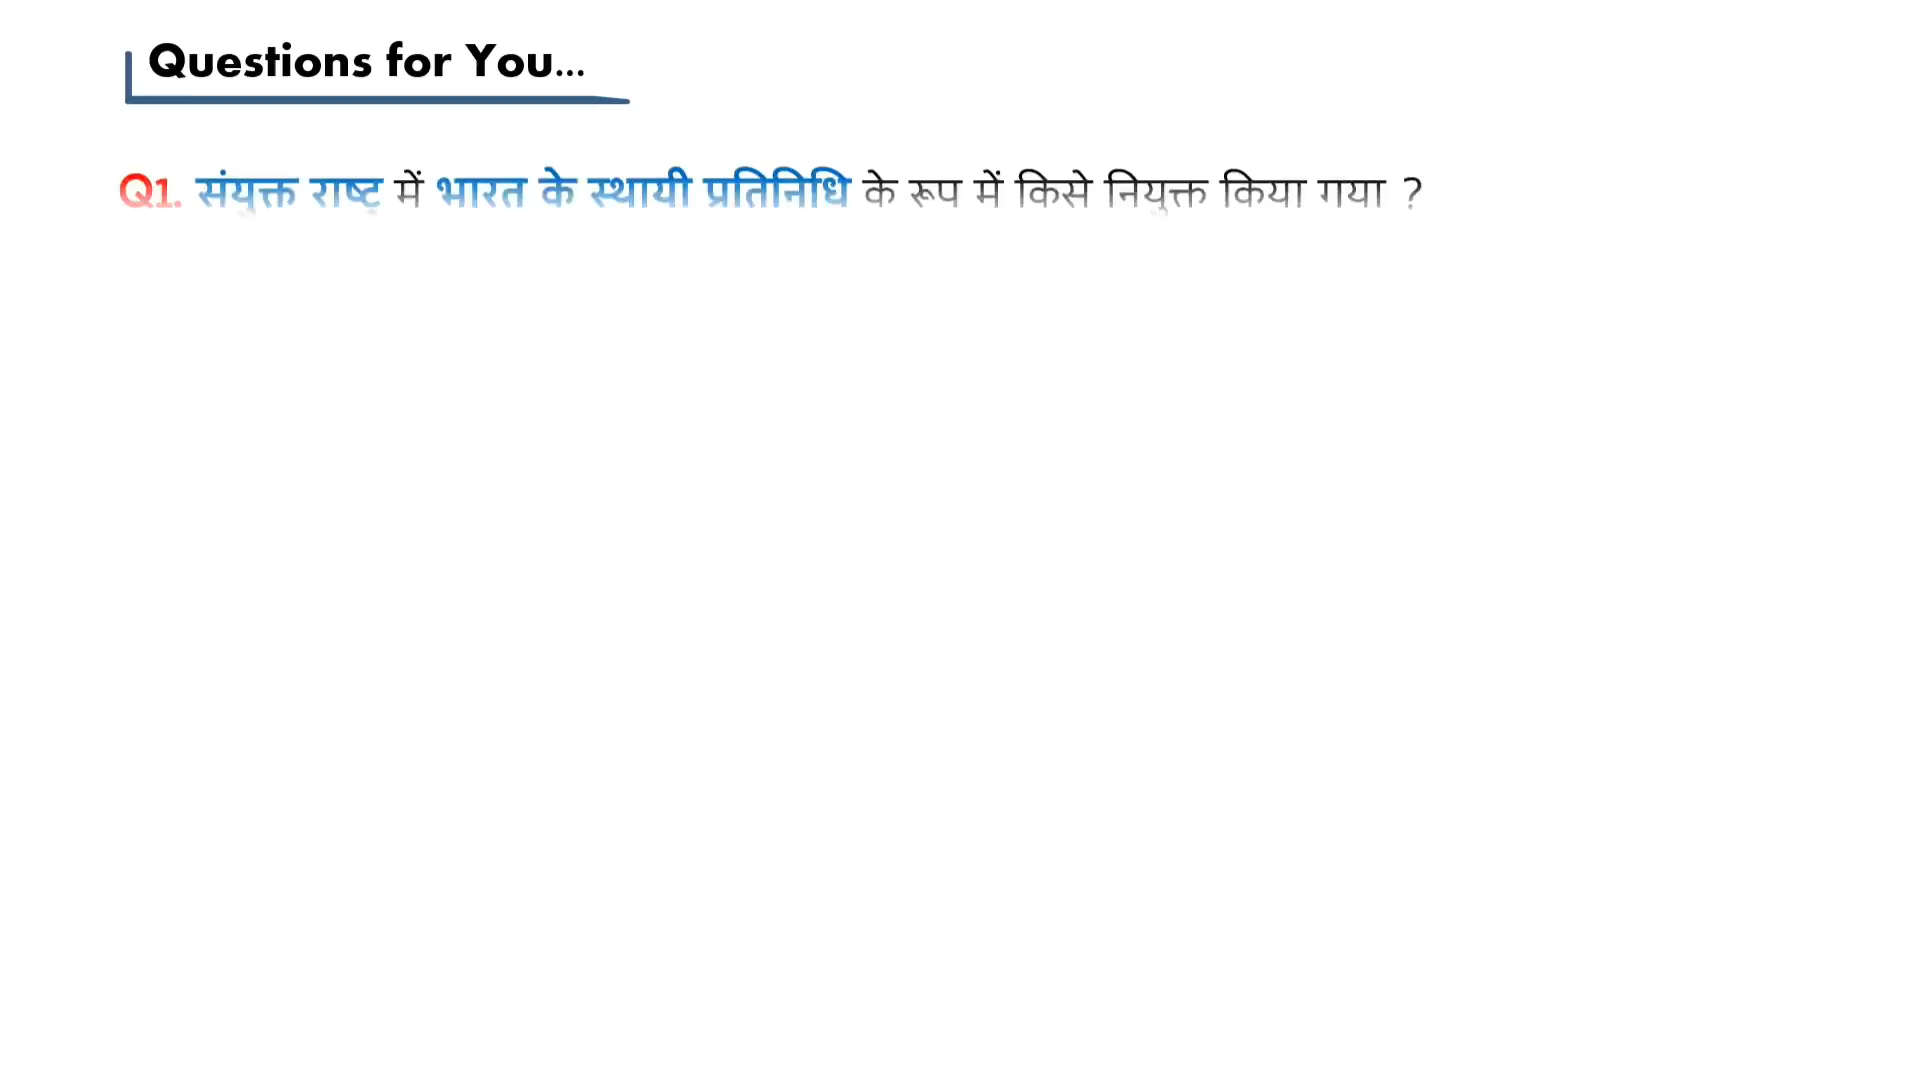 Questions for You...
Q1. संयुक्त राष्ट्र में भारत के स्थायी प्रतिनिधि के रूप में किसे नियुक्त किया गया ?